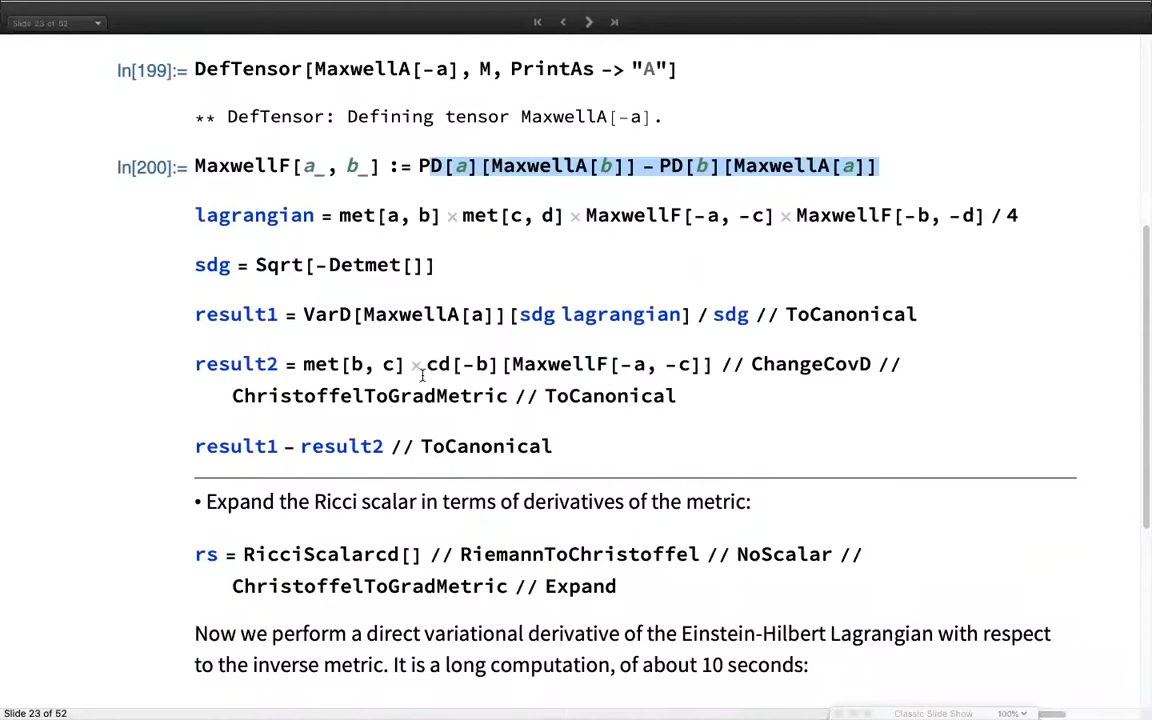 Slide 23 of 52
In[199]:= DefTensor[MaxwellA[-a], M, PrintAs -> "A"]
** DefTensor: Defining tensor MaxwellA[-a].
In[200]:= MaxwellF[a_, b_] := PD[a][MaxwellA[b]] - PD[b][MaxwellA[a]]
lagrangian = met[a, b] × met[c, d] × MaxwellF[-a, -c] × MaxwellF[-b, -d] / 4
sdg = Sqrt[-Detmet[]]
result1 = VarD[MaxwellA[a]][sdg lagrangian] / sdg // ToCanonical
result2 = met[b, c] × cd[-b][MaxwellF[-a, -c]] // ChangeCovD //
ChristoffelToGradMetric // ToCanonical
result1 - result2 // ToCanonical
• Expand the Ricci scalar in terms of derivatives of the metric:
rs = RicciScalarcd[] // RiemannToChristoffel // NoScalar //
ChristoffelToGradMetric // Expand
Now we perform a direct variational derivative of the Einstein-Hilbert Lagrangian with respect
to the inverse metric. It is a long computation, of about 10 seconds:
Slide 23 of 52
Classic Slide Show
100%